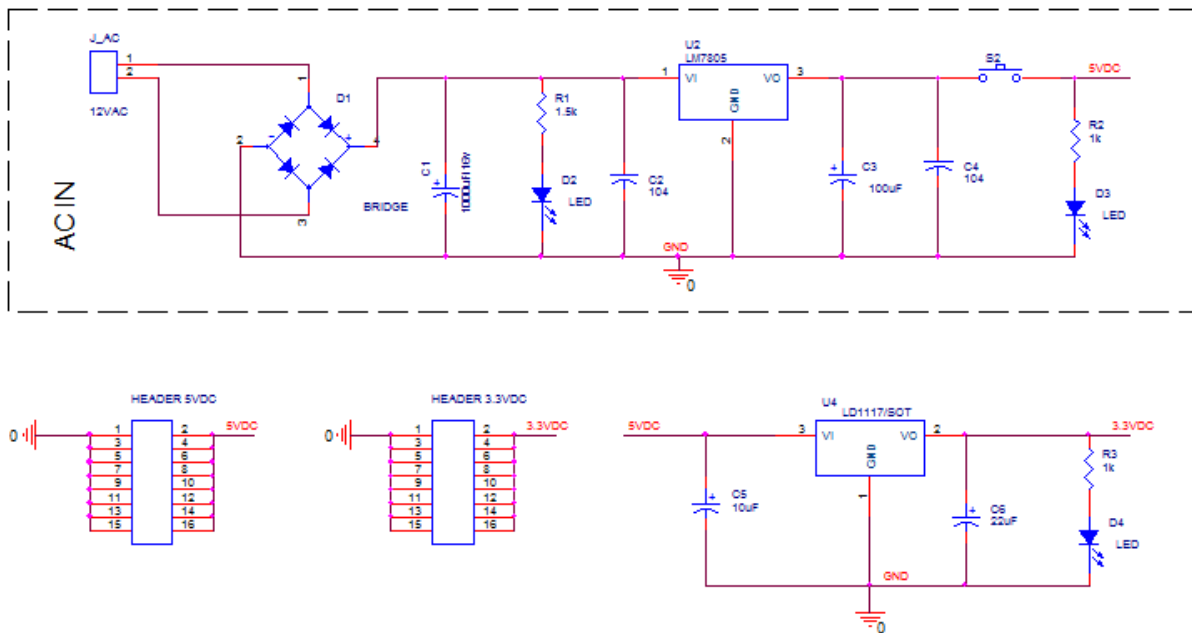 J_AC
1
2
12VAC
AC IN
1
D1
2
-
+
4
3
BRIDGE
+
C1
1000uF/16v
R1
1.5k
D2
LED
C2
104
U2
LM7805
1
VI
VO
3
GND
2
+
C3
100uF
C4
104
S2
5VDC
R2
1k
D3
LED
GND
0
HEADER 5VDC
0
1
2
5VDC
3
4
5
6
7
8
9
10
11
12
13
14
15
16
HEADER 3.3VDC
0
1
2
3.3VDC
3
4
5
6
7
8
9
10
11
12
13
14
15
16
U4
LD1117/SOT
5VDC
3
VI
VO
2
3.3VDC
GND
1
+
C5
10uF
+
C6
22uF
R3
1k
D4
LED
GND
0